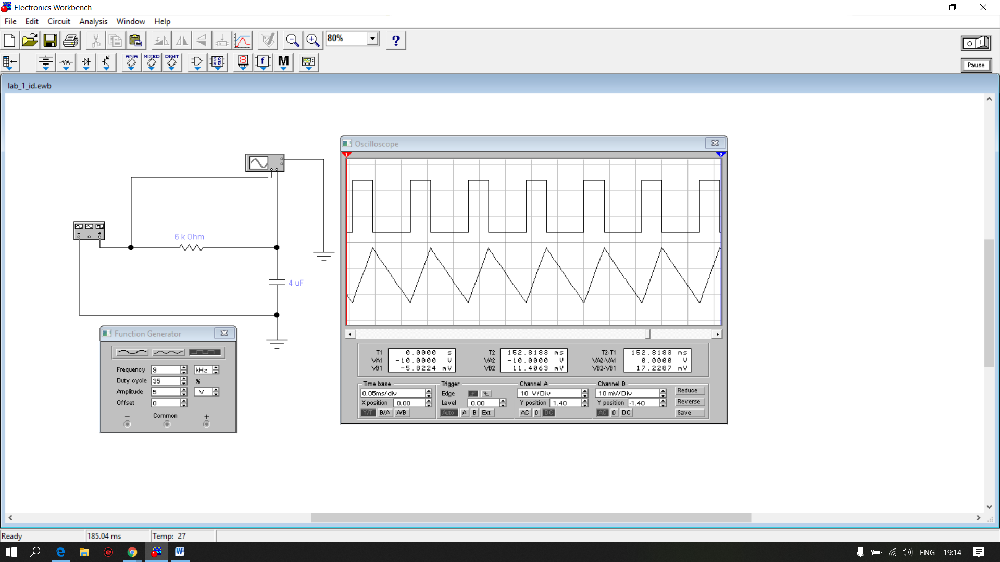 Electronics Workbench
File Edit Circuit Analysis Window Help
80%
?
ANA MIXED DIGIT
f M
O I
Pause
lab_1_id.ewb
Oscilloscope
1 2
6 k Ohm
4 uF
T1 0.0000 s
VA1 -10.0000 V
VB1 -5.8224 mV
T2 152.8183 ms
VA2 -10.0000 V
VB2 11.4063 mV
T2-T1 152.8183 ms
VA2-VA1 0.0000 V
VB2-VB1 17.2287 mV
Time base
0.05ms/div
X position 0.00
Y/T B/A A/B
Trigger
Edge
Level 0.00
Auto A B Ext
Channel A
10 V/Div
Y position 1.40
AC 0 DC
Channel B
10 mV/Div
Y position -1.40
AC 0 DC
Reduce
Reverse
Save
Function Generator
Frequency 9 kHz
Duty cycle 35 %
Amplitude 5 V
Offset 0
− Common +
Ready 185.04 ms Temp: 27
ENG 19:14